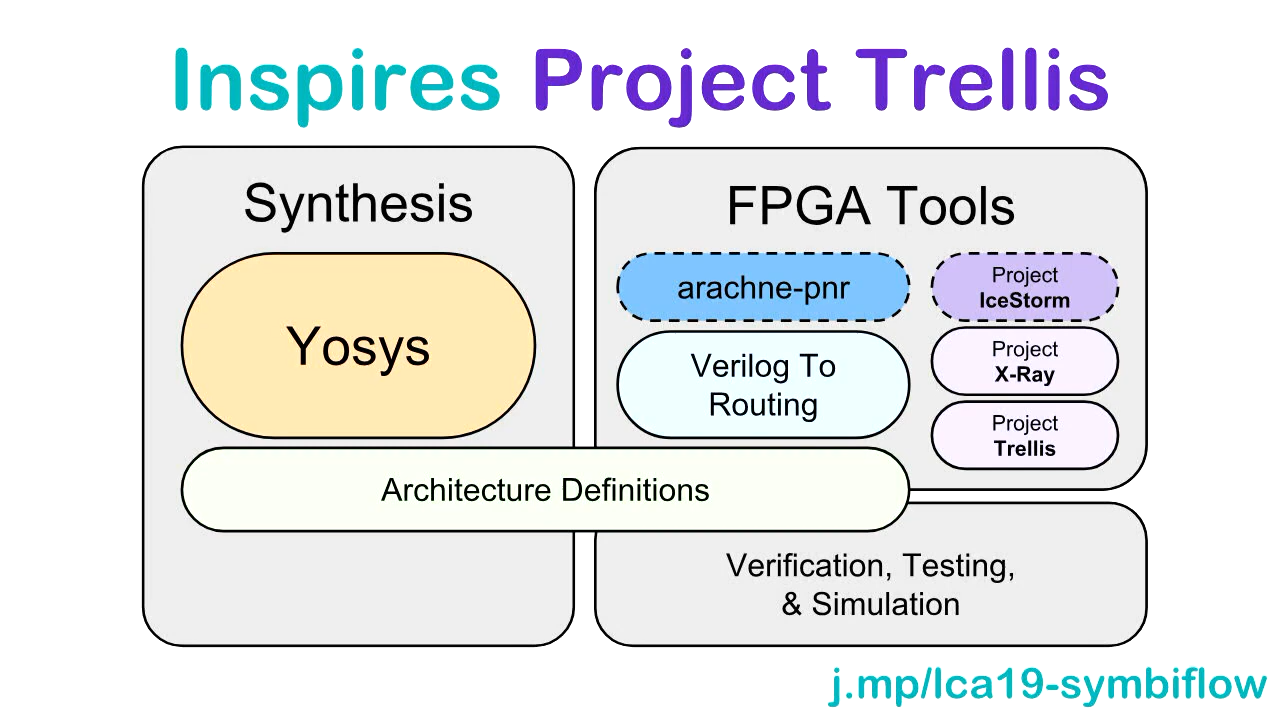 Inspires Project Trellis
Synthesis
Yosys
FPGA Tools
arachne-pnr
Verilog To
Routing
Project
IceStorm
Project
X-Ray
Project
Trellis
Architecture Definitions
Verification, Testing,
& Simulation
j.mp/lca19-symbiflow